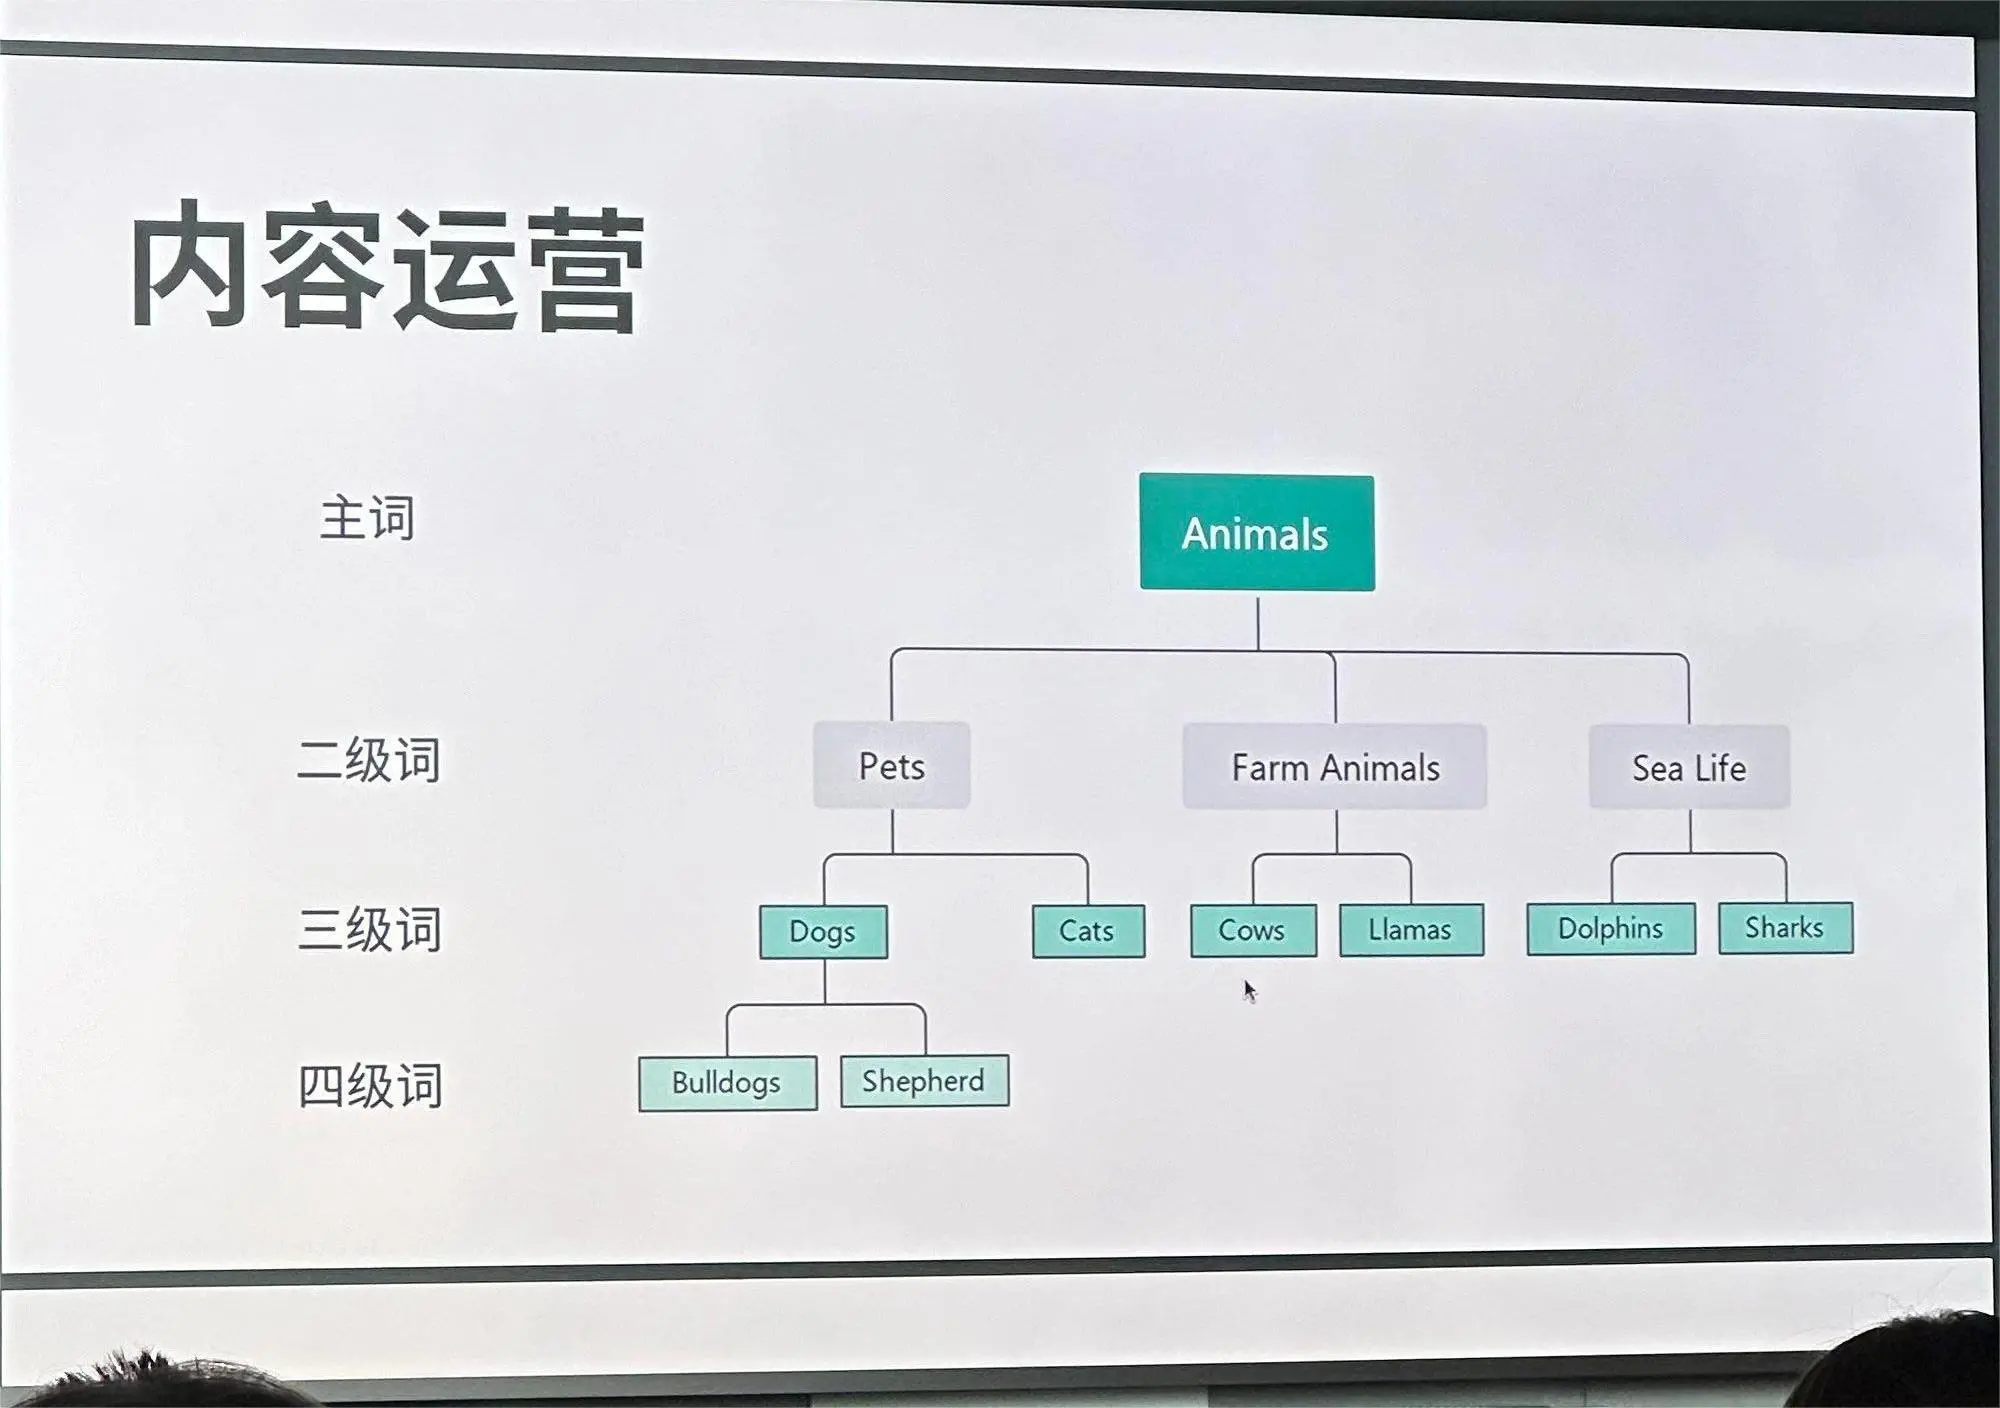 内容运营
主词
Animals
二级词
Pets
Farm Animals
Sea Life
三级词
Dogs
Cats
Cows
Llamas
Dolphins
Sharks
四级词
Bulldogs
Shepherd